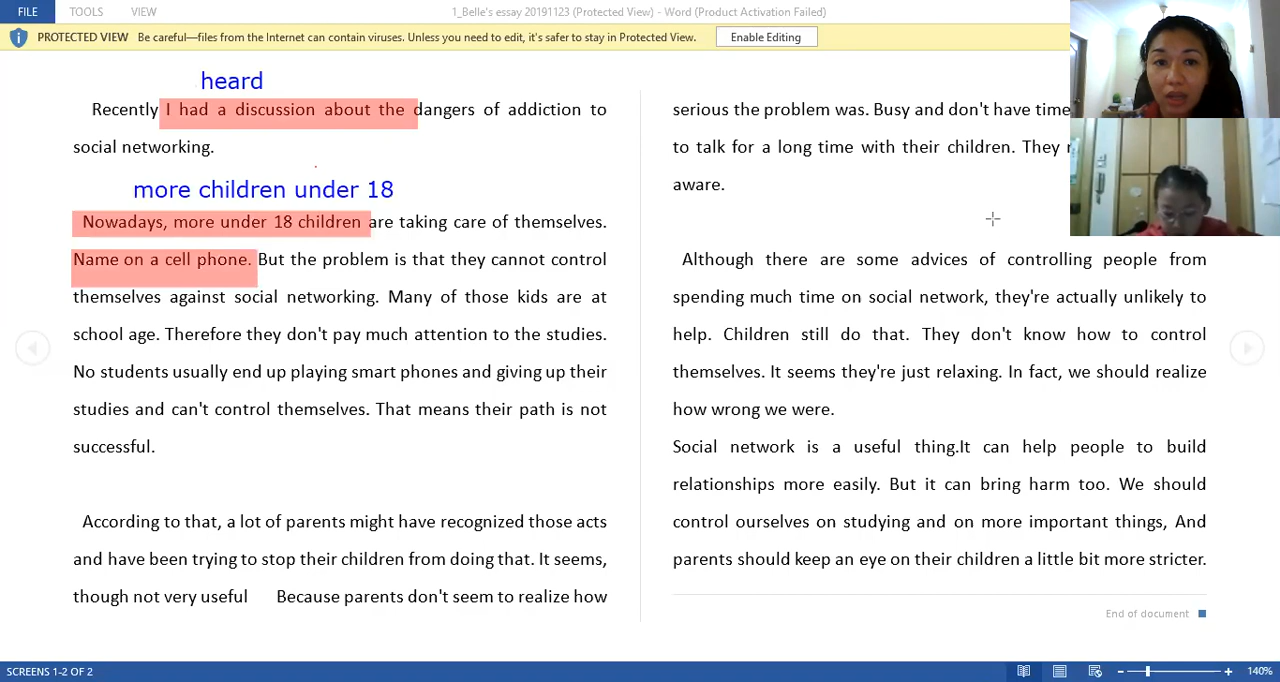 FILE TOOLS VIEW 1_Belle's essay 20191123 (Protected View) - Word (Product Activation Failed)
PROTECTED VIEW Be careful—files from the Internet can contain viruses. Unless you need to edit, it's safer to stay in Protected View. Enable Editing
heard
Recently I had a discussion about the dangers of addiction to
social networking.
more children under 18
Nowadays, more under 18 children are taking care of themselves.
Name on a cell phone. But the problem is that they cannot control
themselves against social networking. Many of those kids are at
school age. Therefore they don't pay much attention to the studies.
No students usually end up playing smart phones and giving up their
studies and can't control themselves. That means their path is not
successful.
According to that, a lot of parents might have recognized those acts
and have been trying to stop their children from doing that. It seems,
though not very useful Because parents don't seem to realize how
serious the problem was. Busy and don't have time
to talk for a long time with their children. They
aware.
Although there are some advices of controlling people from
spending much time on social network, they're actually unlikely to
help. Children still do that. They don't know how to control
themselves. It seems they're just relaxing. In fact, we should realize
how wrong we were.
Social network is a useful thing.It can help people to build
relationships more easily. But it can bring harm too. We should
control ourselves on studying and on more important things, And
parents should keep an eye on their children a little bit more stricter.
End of document
SCREENS 1-2 OF 2 140%